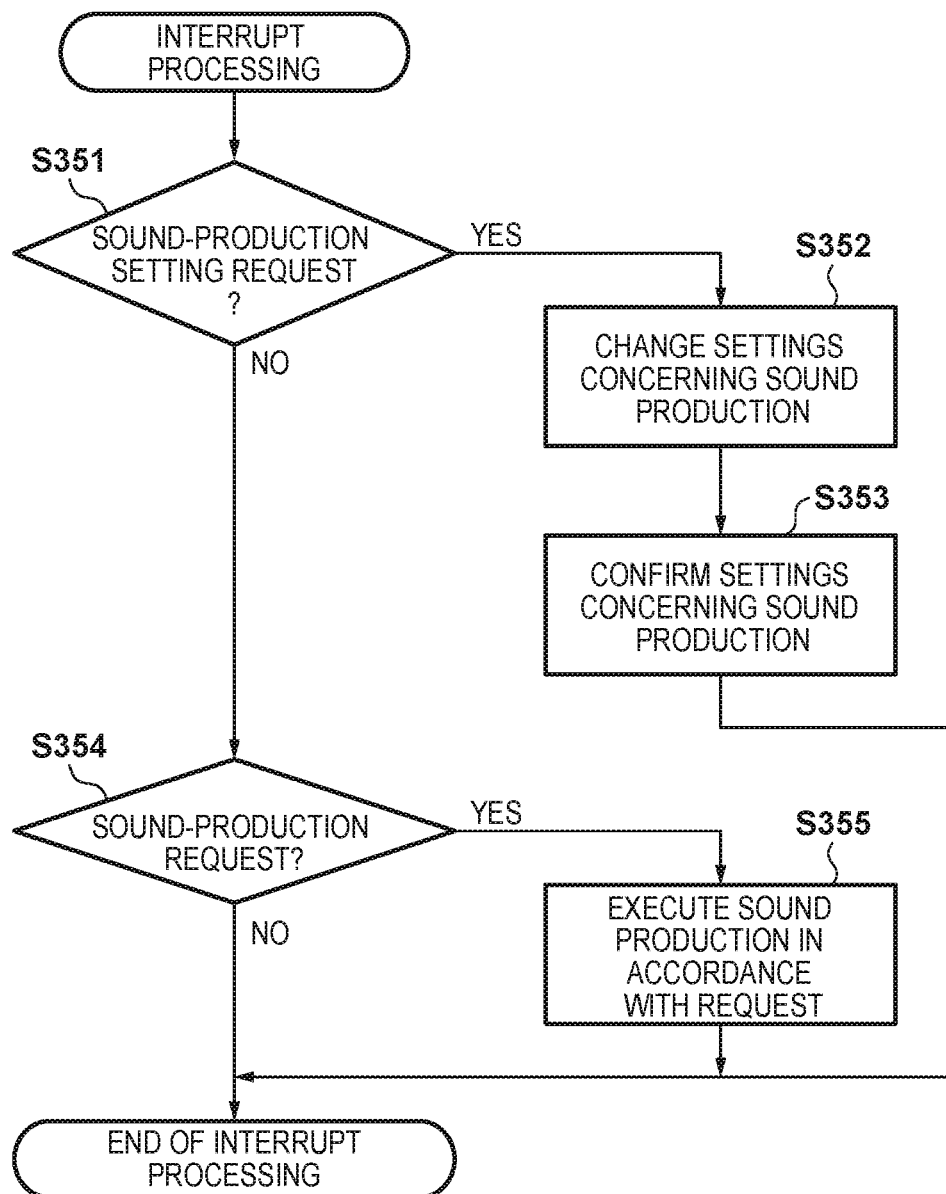 INTERRUPT
PROCESSING
S351
SOUND-PRODUCTION
SETTING REQUEST
?
YES
NO
S352
CHANGE SETTINGS
CONCERNING SOUND
PRODUCTION
S353
CONFIRM SETTINGS
CONCERNING SOUND
PRODUCTION
S354
SOUND-PRODUCTION
REQUEST?
YES
NO
S355
EXECUTE SOUND
PRODUCTION IN
ACCORDANCE
WITH REQUEST
END OF INTERRUPT
PROCESSING